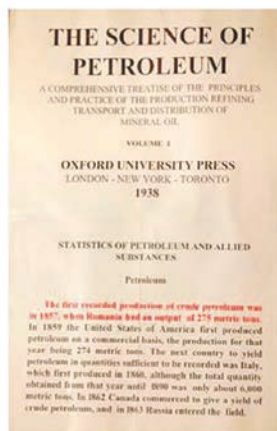 THE SCIENCE OF
PETROLEUM
A COMPREHENSIVE TREATISE OF THE PRINCIPLES
AND PRACTICE OF THE PRODUCTION REFINING
TRANSPORT AND DISTRIBUTION OF
MINERAL OIL
VOLUME I
OXFORD UNIVERSITY PRESS
LONDON - NEW YORK - TORONTO
1938
STATISTICS OF PETROLEUM AND ALLIED
SUBSTANCES
Petroleum
The first recorded production of crude petroleum was
in 1857, when Romania had an output of 275 metric tons.
In 1859 the United States of America first produced
petroleum on a commercial basis, the production for that
year being 274 metric tons. The next country to yield
petroleum in quantities sufficient to be recorded was Italy,
which first produced in 1860, although the total quantity
obtained from that year until 1890 was only about 6,000
metric tons. In 1862 Canada commenced to give a yield of
crude petroleum, and in 1863 Russia entered the field.